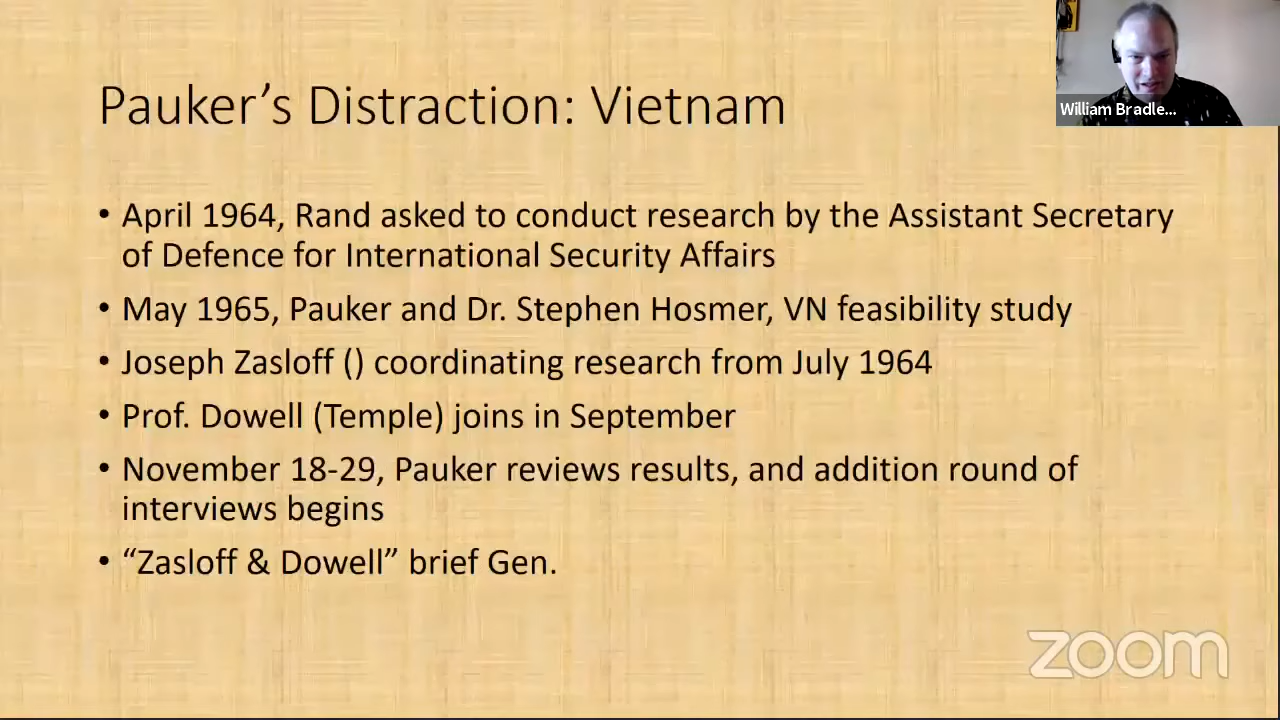 Pauker’s Distraction: Vietnam
William Bradle...
• April 1964, Rand asked to conduct research by the Assistant Secretary
of Defence for International Security Affairs
• May 1965, Pauker and Dr. Stephen Hosmer, VN feasibility study
• Joseph Zasloff () coordinating research from July 1964
• Prof. Dowell (Temple) joins in September
• November 18-29, Pauker reviews results, and addition round of
interviews begins
• “Zasloff & Dowell” brief Gen.
zoom